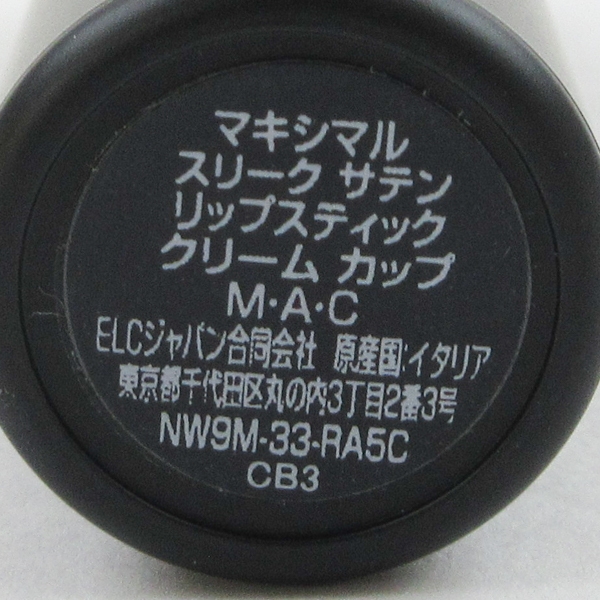 マキシマル
スリーク サテン
リップスティック
クリーム カップ
M・A・C
ELCジャパン合同会社 原産国:イタリア
東京都千代田区丸の内3丁目2番3号
NW9M-33-RA5C
CB3